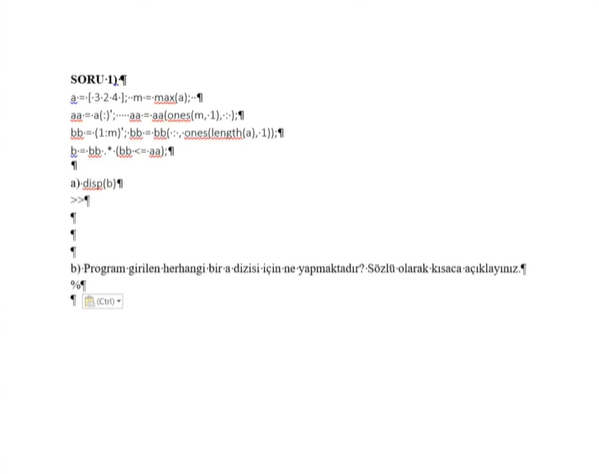 SORU 1)¶
a = [ 3 2 4 ];  m = max(a);  ¶
aa = a(:)';     aa = aa(ones(m, 1), : );¶
bb = (1:m)'; bb = bb( : , ones(length(a), 1));¶
b = bb .* (bb <= aa);¶
¶
a) disp(b)¶
>>¶
¶
¶
¶
b) Program girilen herhangi bir a dizisi için ne yapmaktadır? Sözlü olarak kısaca açıklayınız.¶
%¶
¶ (Ctrl)